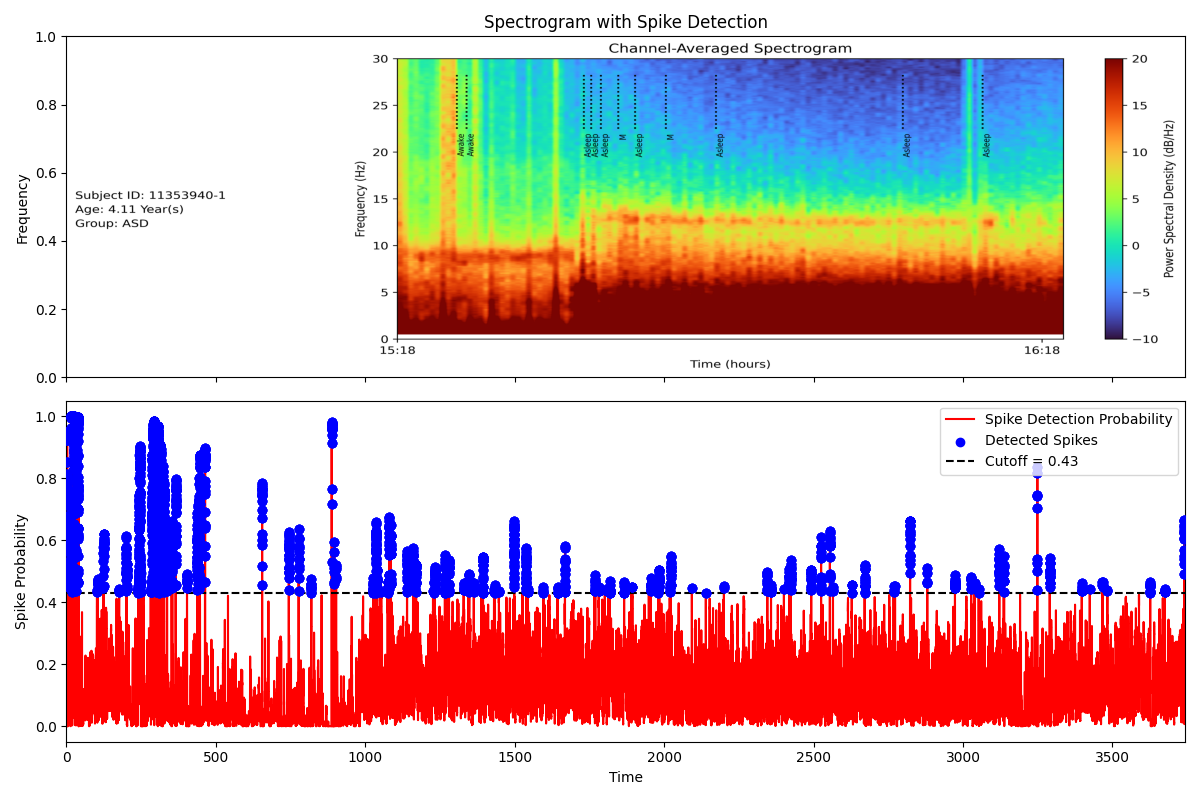 Spectrogram with Spike Detection
Channel-Averaged Spectrogram
1.0
0.8
0.6
0.4
0.2
0.0
Frequency
Subject ID: 11353940-1
Age: 4.11 Year(s)
Group: ASD
30
25
20
15
10
5
0
Frequency (Hz)
Awake
Awake
Asleep
Asleep
Asleep
M
Asleep
M
Asleep
Asleep
Asleep
15:18
16:18
Time (hours)
20
15
10
5
0
−5
−10
Power Spectral Density (dB/Hz)
1.0
0.8
0.6
0.4
0.2
0.0
Spike Probability
Spike Detection Probability
Detected Spikes
Cutoff = 0.43
0
500
1000
1500
2000
2500
3000
3500
Time